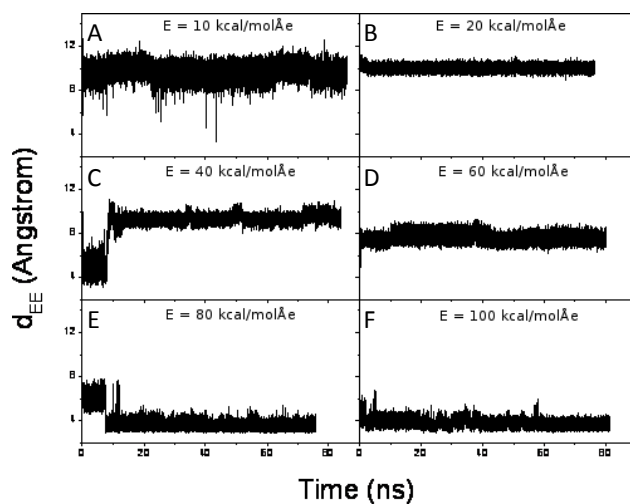 A E = 10 kcal/molÅe
B E = 20 kcal/molÅe
12
8
4
C E = 40 kcal/molÅe
D E = 60 kcal/molÅe
12
8
4
E E = 80 kcal/molÅe
F E = 100 kcal/molÅe
12
8
4
0 20 40 60 80 0 20 40 60 80
d_EE (Angstrom)
Time (ns)